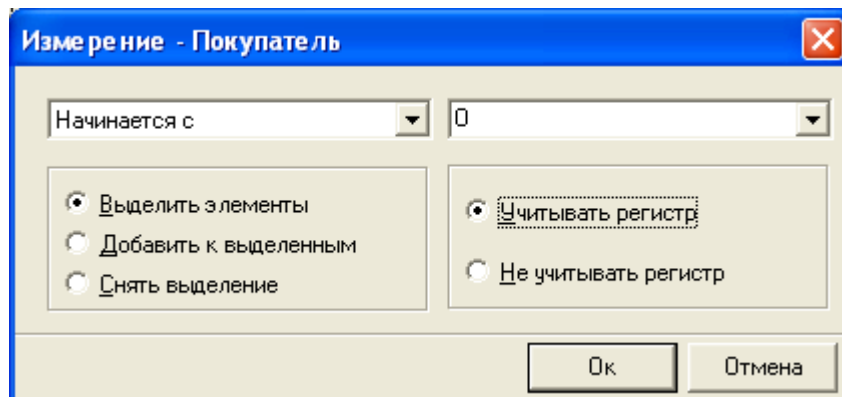 Измерение - Покупатель
Начинается с
О
Выделить элементы
Добавить к выделенным
Снять выделение
Учитывать регистр
Не учитывать регистр
Ок
Отмена